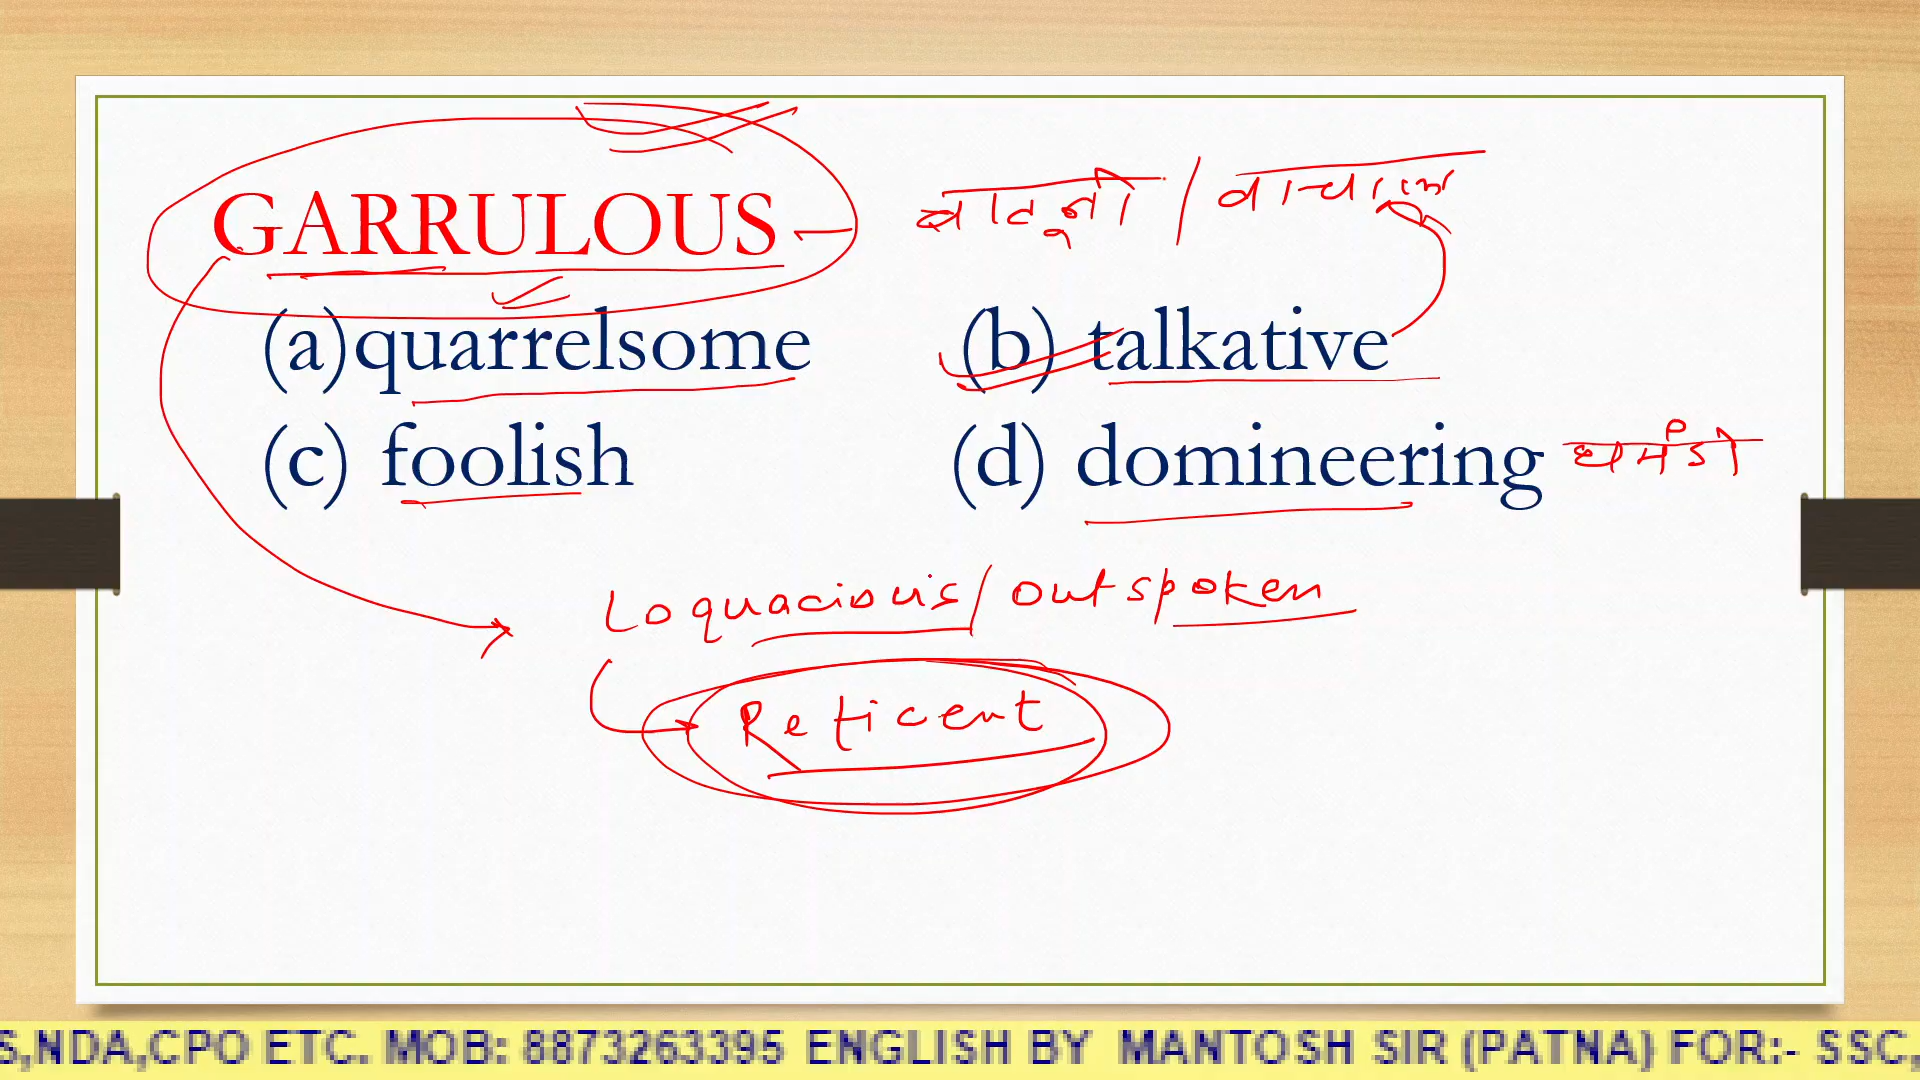 GARRULOUS – बातूनी / वाचाल
(a)quarrelsome (b) talkative
(c) foolish (d) domineering घमंडी
Loquacious / outspoken
Reticent
S,NDA,CPO ETC. MOB: 8873263395 ENGLISH BY MANTOSH SIR (PATNA) FOR:- SSC,